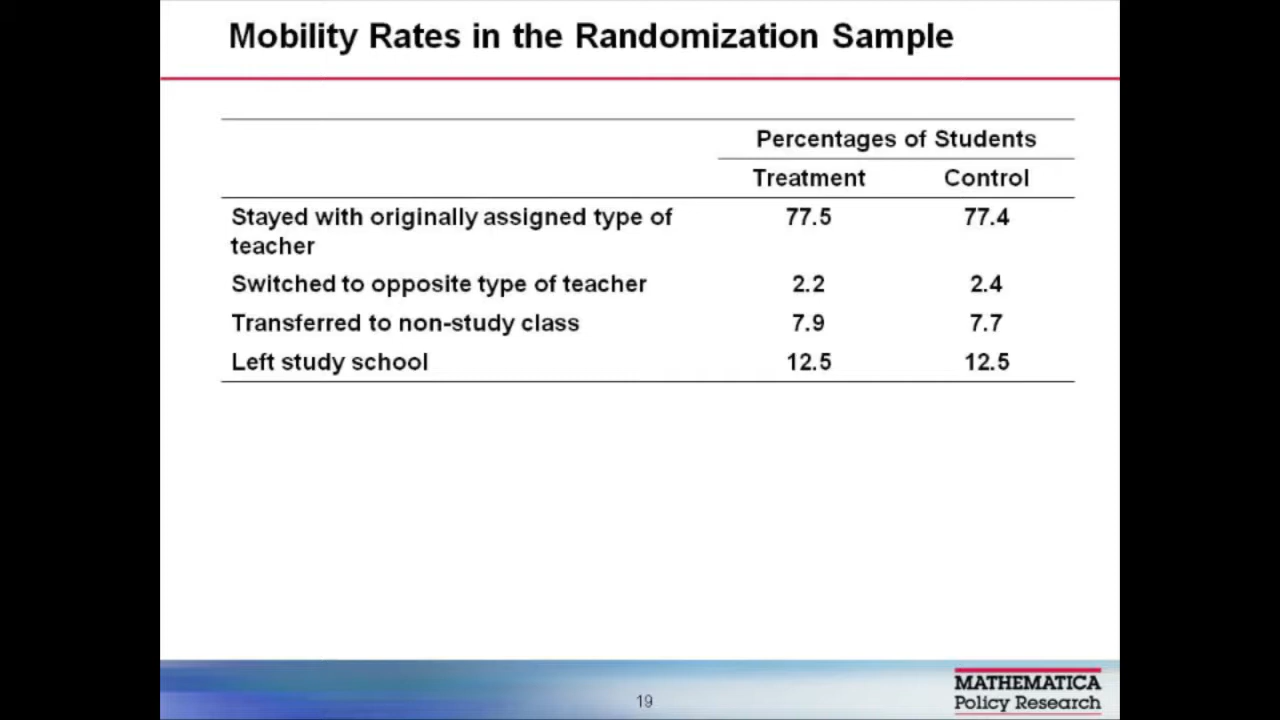 Mobility Rates in the Randomization Sample
Percentages of Students
Treatment Control
Stayed with originally assigned type of 77.5 77.4
teacher
Switched to opposite type of teacher 2.2 2.4
Transferred to non-study class 7.9 7.7
Left study school 12.5 12.5
19
MATHEMATICA
Policy Research